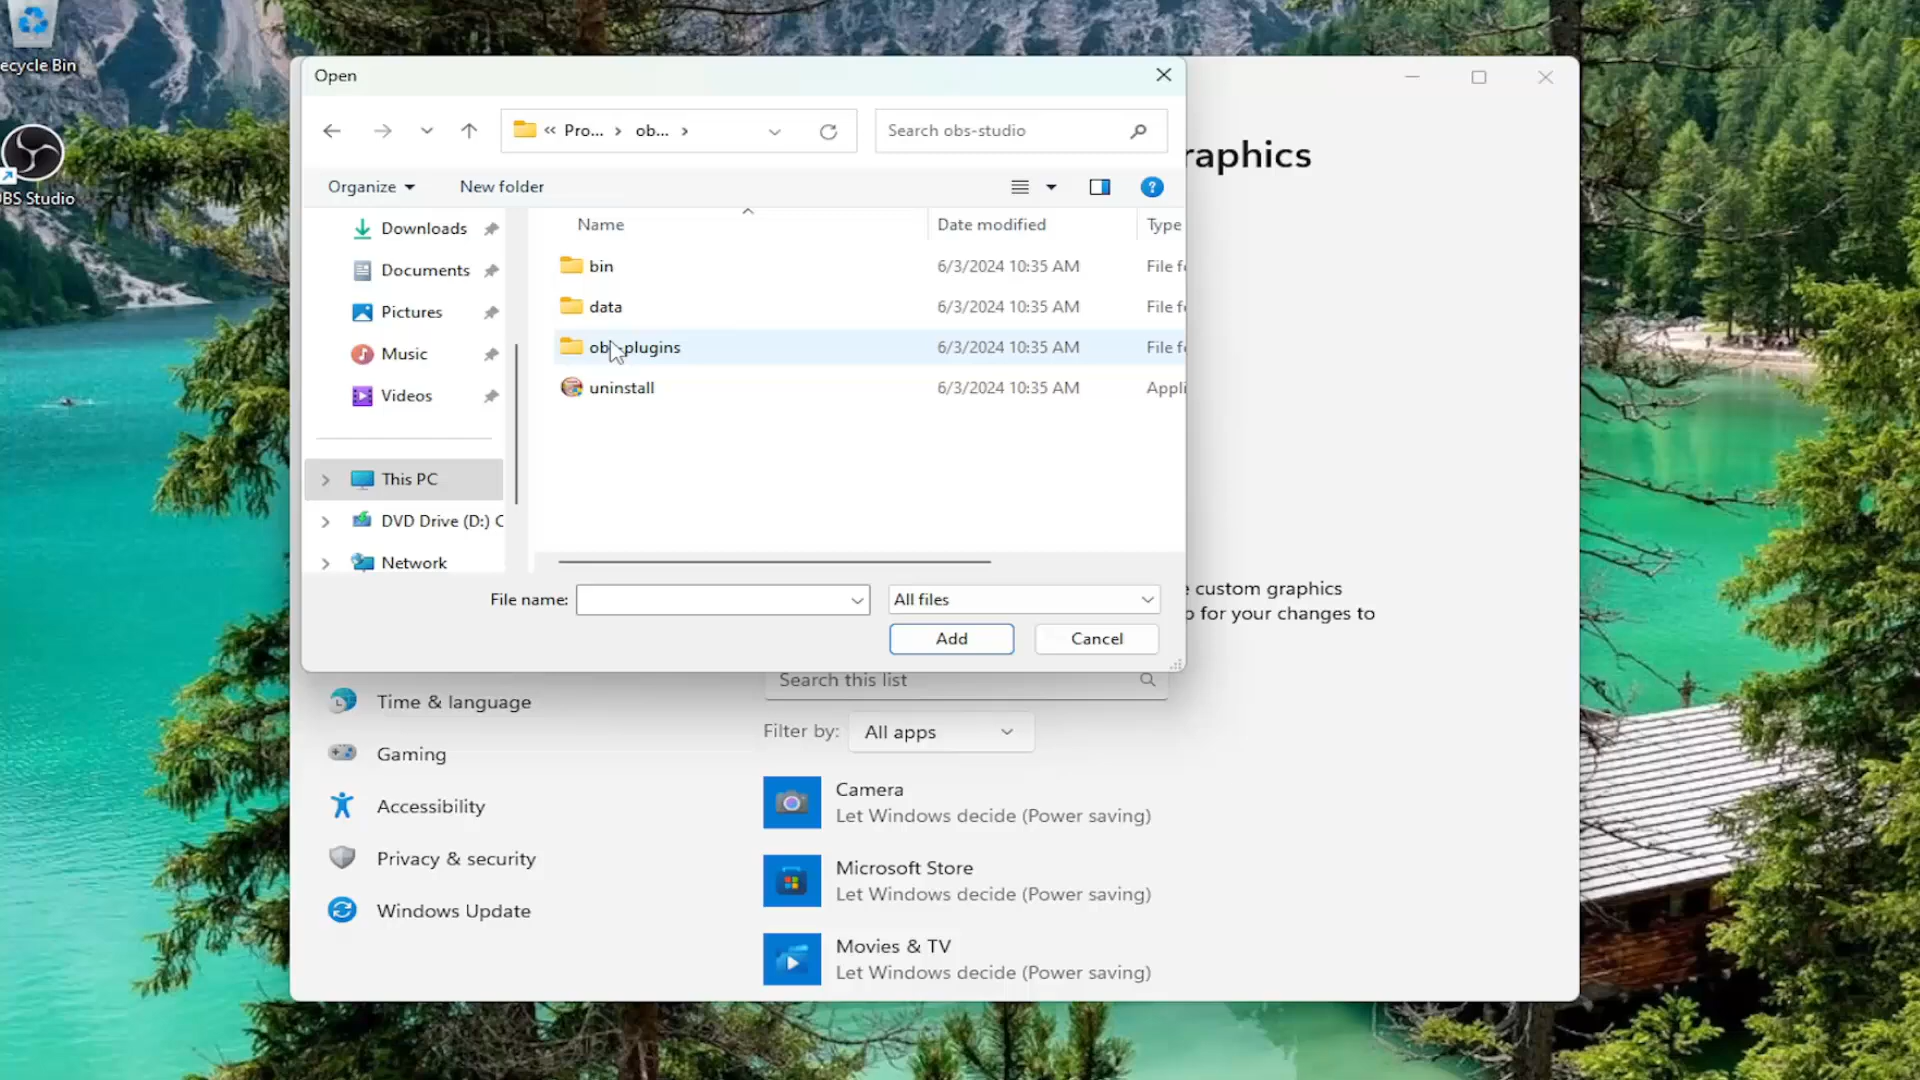 ecycle Bin
BS Studio
Open
« Pro... › ob... ›
Search obs-studio
raphics
Organize
New folder
Name
Date modified
Type
Downloads
Documents
Pictures
Music
Videos
This PC
DVD Drive (D:) C
Network
bin 6/3/2024 10:35 AM File f
data 6/3/2024 10:35 AM File f
ob plugins 6/3/2024 10:35 AM File f
uninstall 6/3/2024 10:35 AM Appli
File name:
All files
Add
Cancel
e custom graphics
for your changes to
Search this list
Filter by: All apps
Time & language
Gaming
Accessibility
Privacy & security
Windows Update
Camera
Let Windows decide (Power saving)
Microsoft Store
Let Windows decide (Power saving)
Movies & TV
Let Windows decide (Power saving)